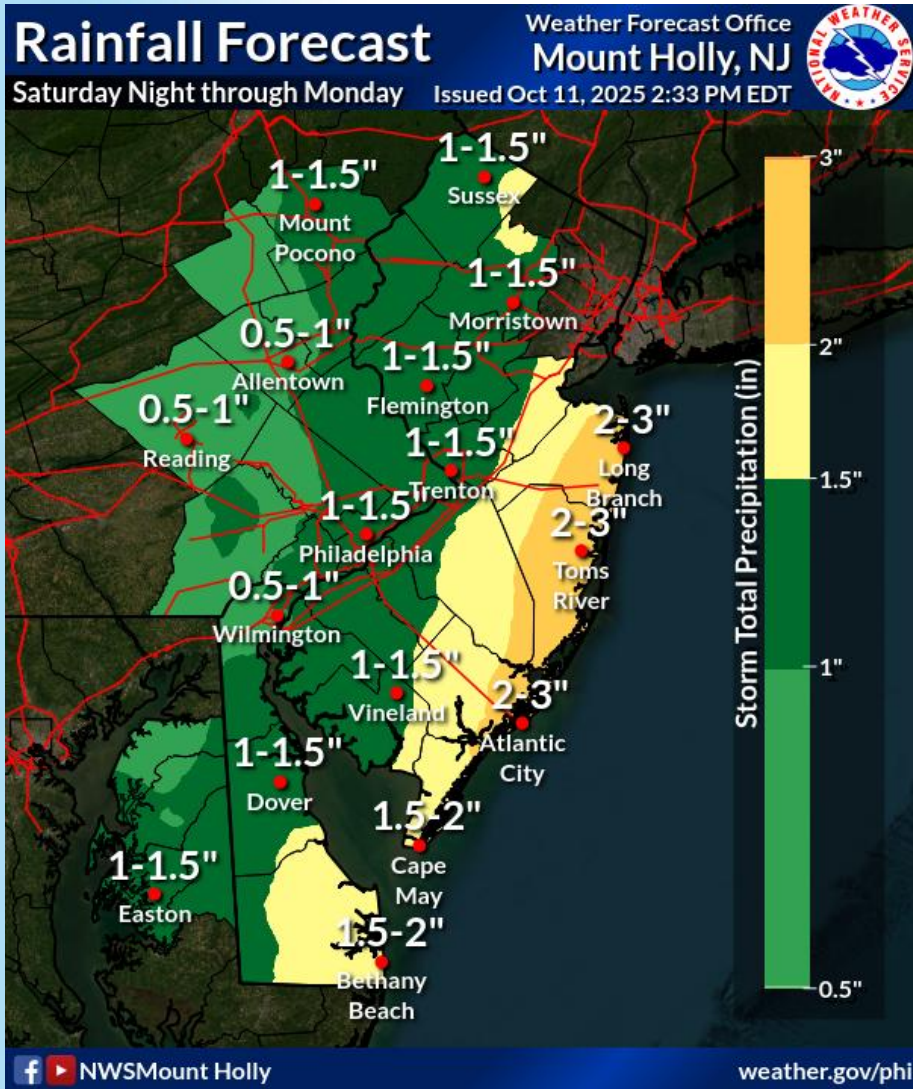 Rainfall Forecast
Saturday Night through Monday
Weather Forecast Office
Mount Holly, NJ
Issued Oct 11, 2025 2:33 PM EDT
NATIONAL WEATHER SERVICE
1-1.5"
Sussex
1-1.5"
Mount
Pocono
1-1.5"
Morristown
0.5-1"
Allentown
1-1.5"
Flemington
0.5-1"
Reading
1-1.5"
Trenton
2-3"
Long
Branch
1-1.5"
Philadelphia
2-3"
Toms
River
0.5-1"
Wilmington
1-1.5"
Vineland
2-3"
Atlantic
City
1-1.5"
Dover
1.5-2"
Cape
May
1-1.5"
Easton
1.5-2"
Bethany
Beach
Storm Total Precipitation (in)
3"
2"
1.5"
1"
0.5"
NWSMount Holly
weather.gov/phi